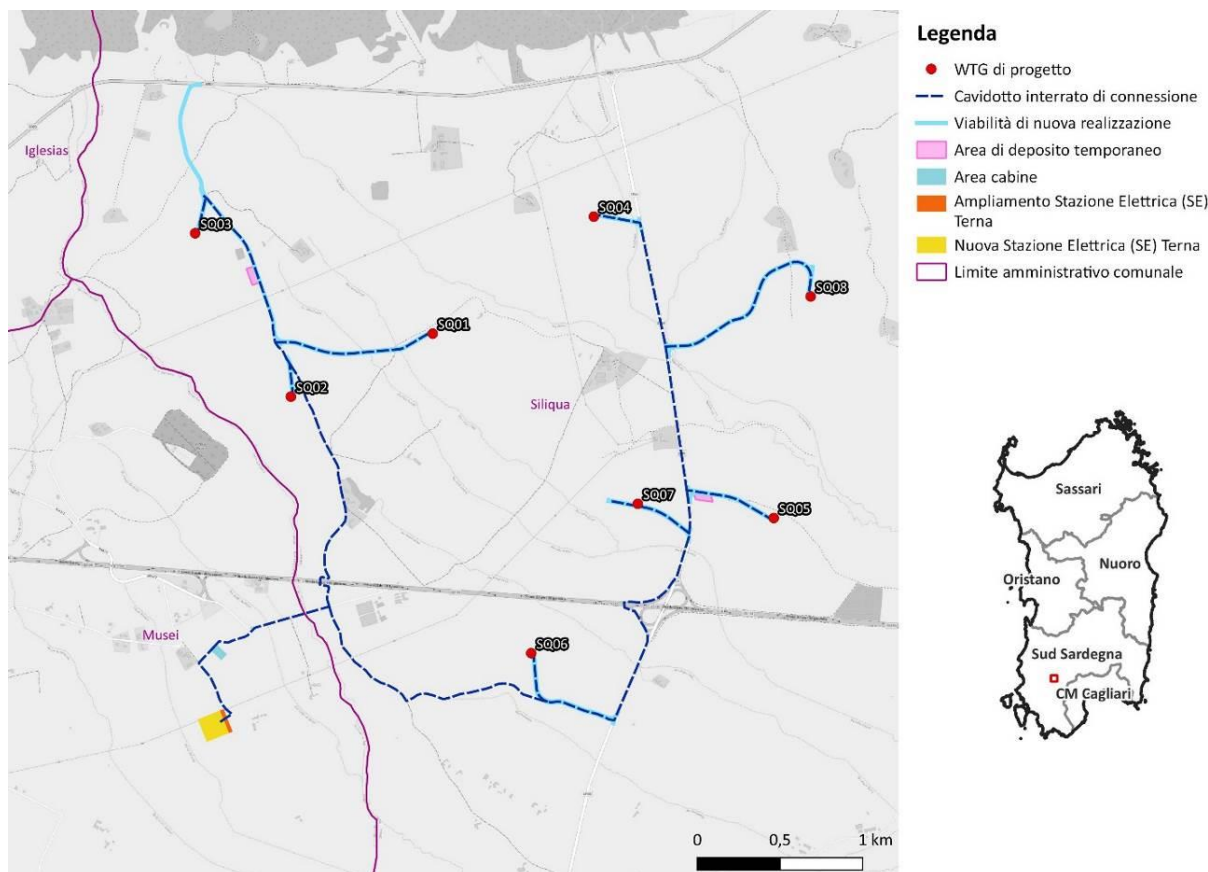 Legenda
WTG di progetto
Cavidotto interrato di connessione
Viabilità di nuova realizzazione
Area di deposito temporaneo
Area cabine
Ampliamento Stazione Elettrica (SE)
Terna
Nuova Stazione Elettrica (SE) Terna
Limite amministrativo comunale
Iglesias
SQ03
SQ04
SQ08
SQ01
SQ02
Siliqua
SQ07
SQ05
Musei
SQ06
0 0,5 1 km
Sassari
Nuoro
Oristano
Sud Sardegna
CM Cagliari